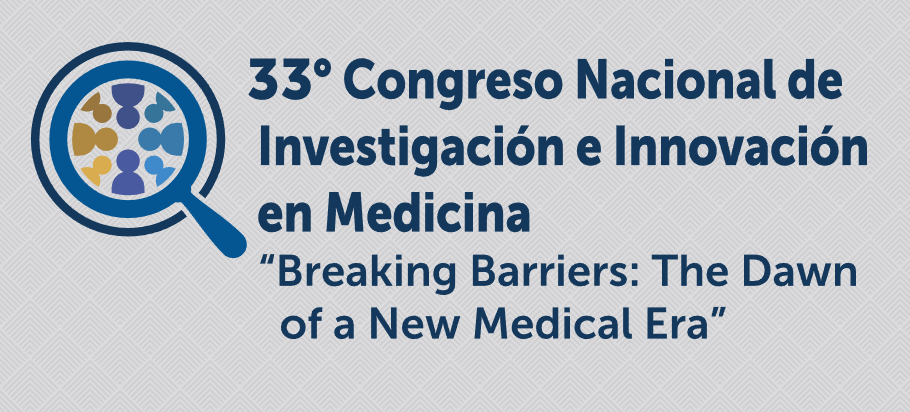 33° Congreso Nacional de
Investigación e Innovación
en Medicina
“Breaking Barriers: The Dawn
of a New Medical Era”